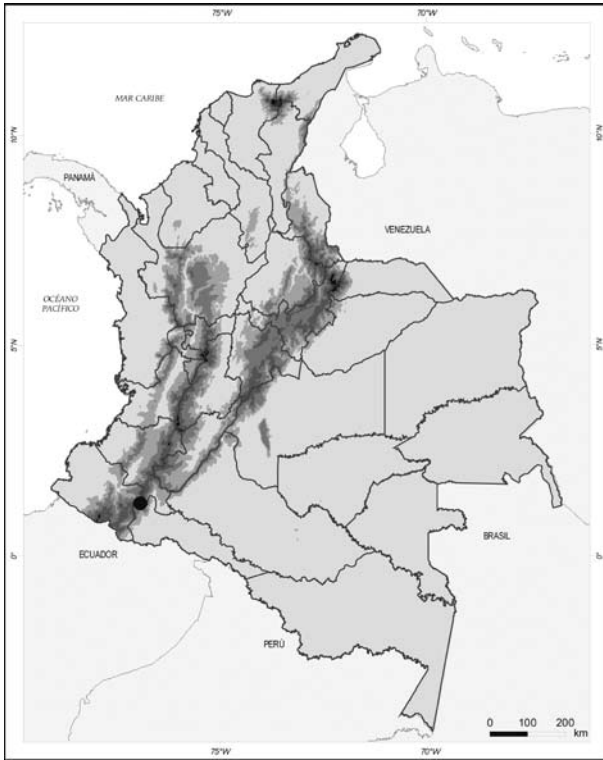 75°W
70°W
MAR CARIBE
10°N
10°N
PANAMÁ
VENEZUELA
OCÉANO
PACÍFICO
5°N
5°N
ECUADOR
BRASIL
0°
0°
PERÚ
0 100 200
km
75°W
70°W